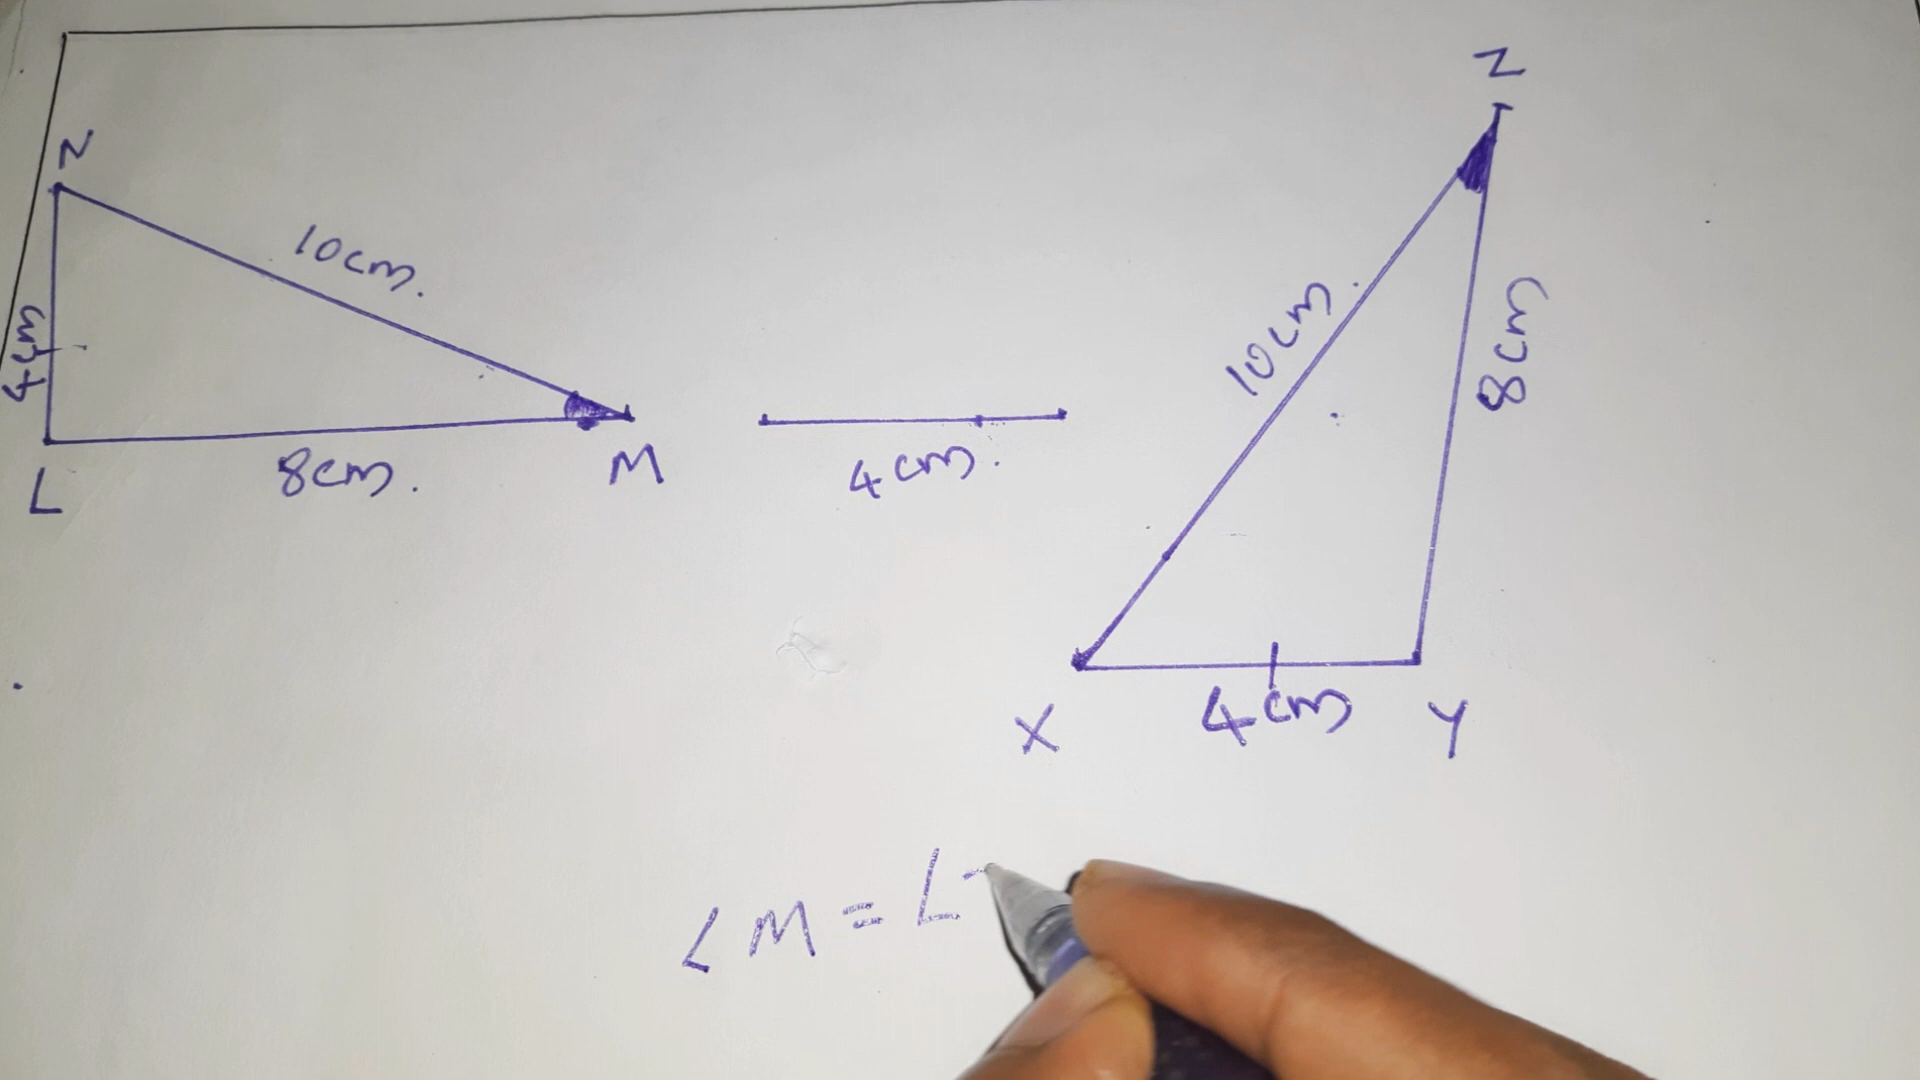 N
10cm.
4cm
8cm.
L
M
4cm.
Z
10cm.
8cm
X
4cm
Y
∠M = ∠